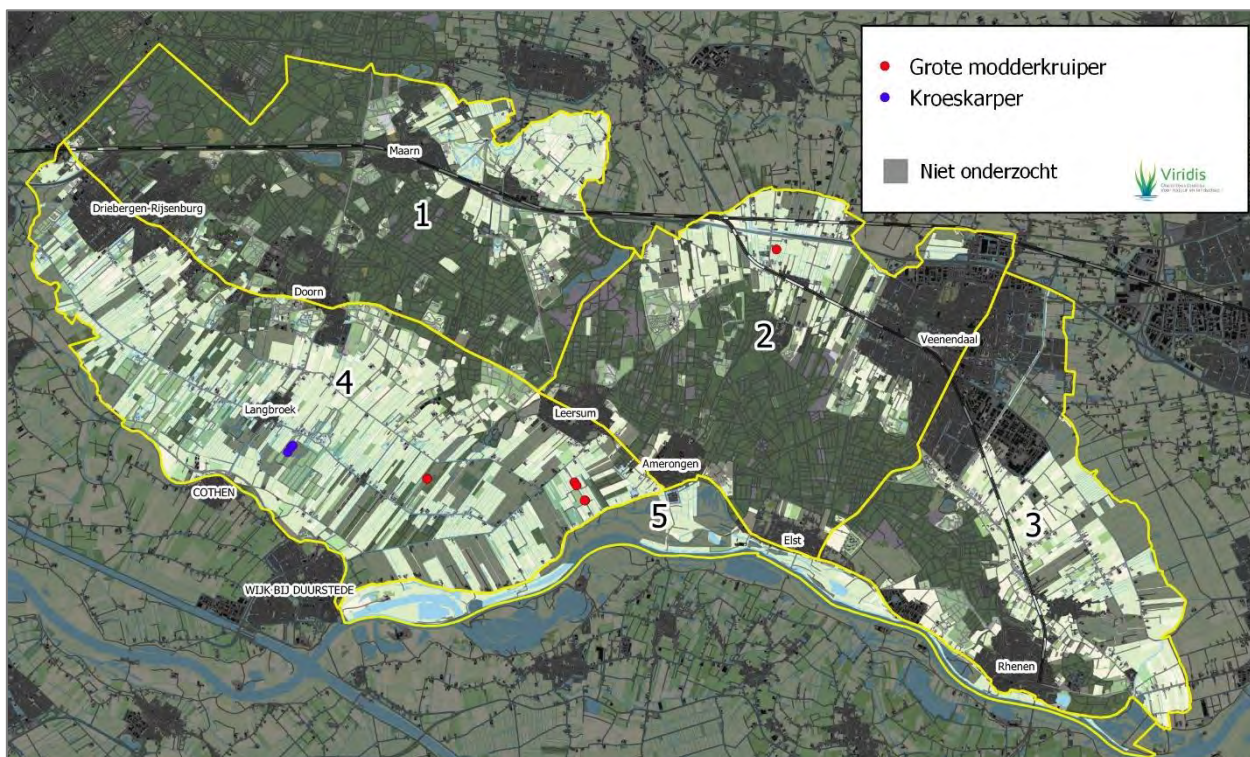 Grote modderkruiper
Kroeskarper
Niet onderzocht
Viridis
Maarn
Driebergen-Rijsenburg
1
Doorn
2
Veenendaal
4
Langbroek
Leersum
Amerongen
COTHEN
5
3
Elst
WIJK BIJ DUURSTEDE
Rhenen